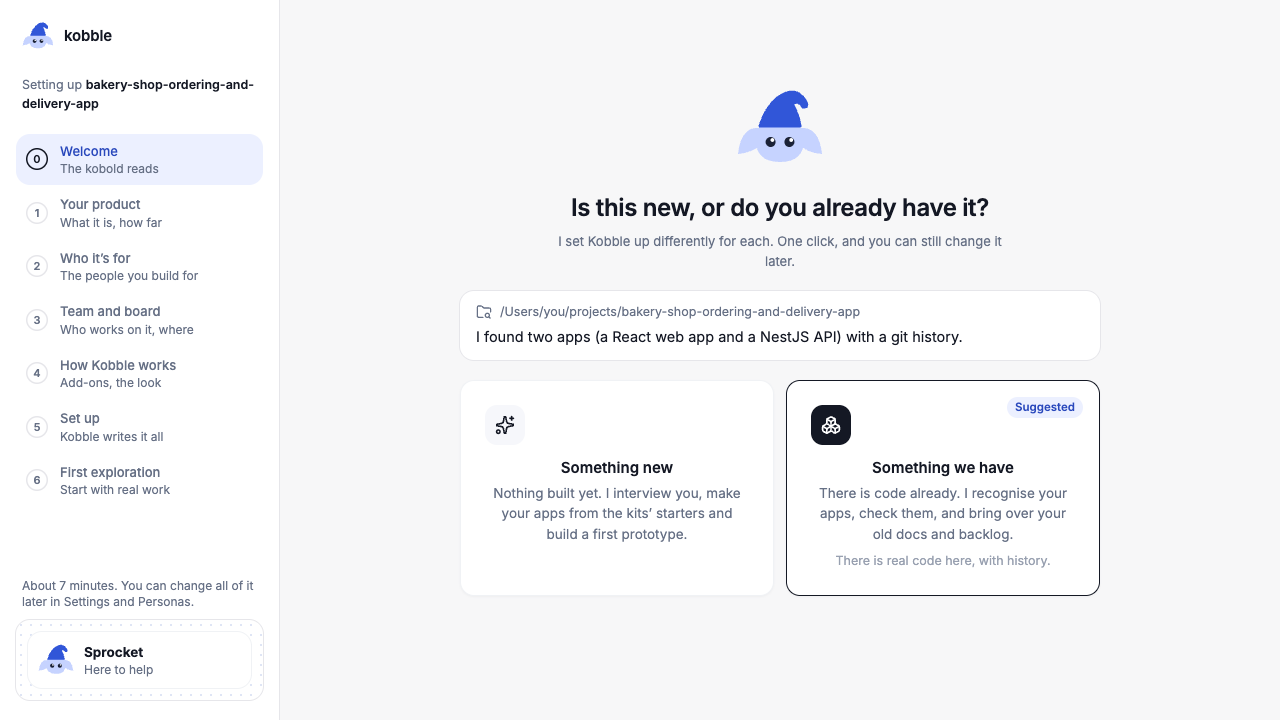 kobble
Setting up bakery-shop-ordering-and-
delivery-app
0
Welcome
The kobold reads
1
Your product
What it is, how far
2
Who it’s for
The people you build for
3
Team and board
Who works on it, where
4
How Kobble works
Add-ons, the look
5
Set up
Kobble writes it all
6
First exploration
Start with real work
About 7 minutes. You can change all of it
later in Settings and Personas.
Sprocket
Here to help
Is this new, or do you already have it?
I set Kobble up differently for each. One click, and you can still change it
later.
/Users/you/projects/bakery-shop-ordering-and-delivery-app
I found two apps (a React web app and a NestJS API) with a git history.
Something new
Nothing built yet. I interview you, make
your apps from the kits’ starters and
build a first prototype.
Suggested
Something we have
There is code already. I recognise your
apps, check them, and bring over your
old docs and backlog.
There is real code here, with history.